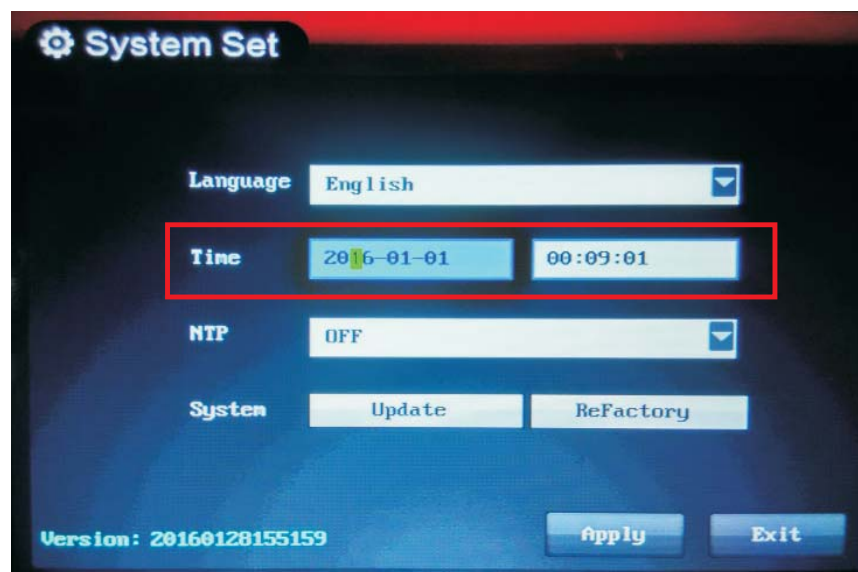 System Set
Language English
Time 2016-01-01 00:09:01
NTP OFF
System Update ReFactory
Version: 20160128155159 Apply Exit